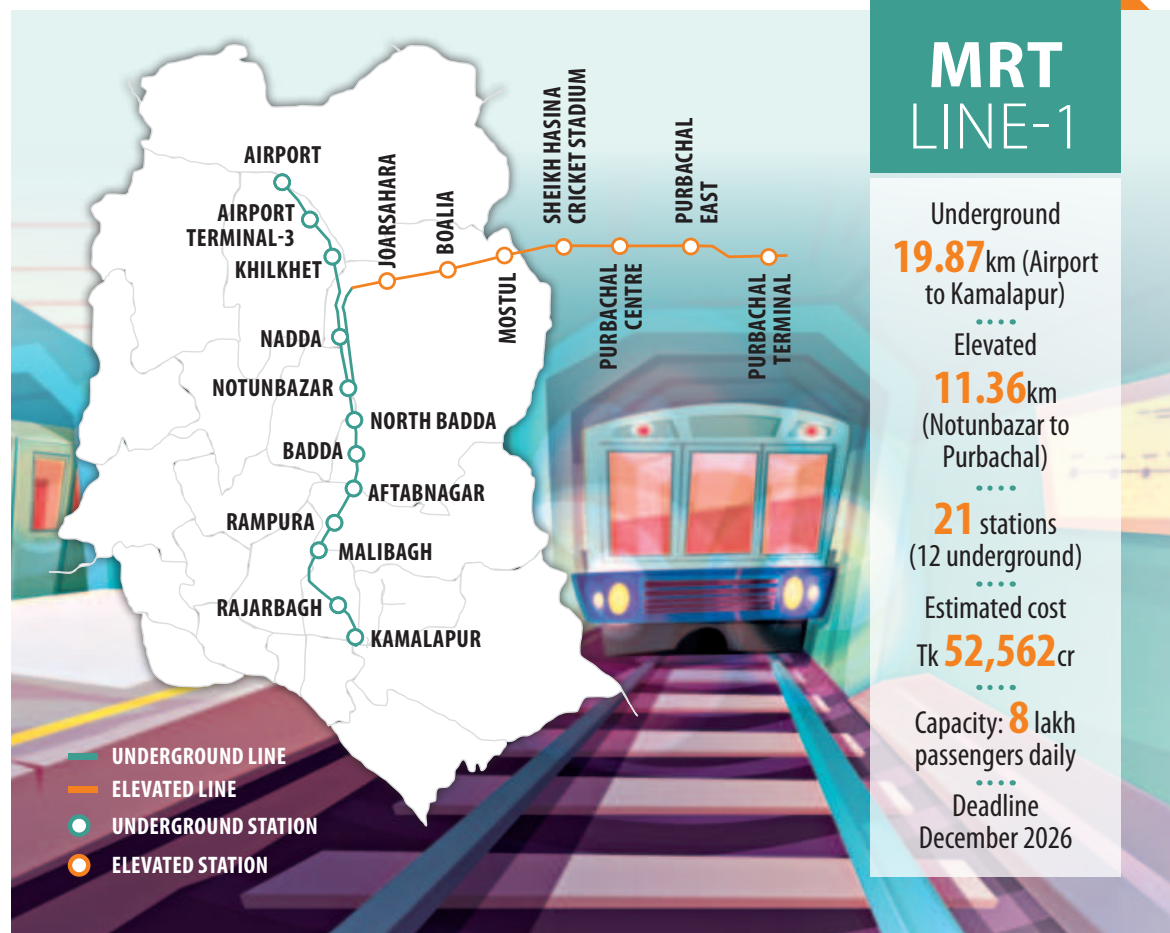 MRT
LINE-1
Underground
19.87km (Airport
to Kamalapur)
Elevated
11.36km
(Notunbazar to
Purbachal)
21 stations
(12 underground)
Estimated cost
Tk 52,562cr
Capacity: 8 lakh
passengers daily
Deadline
December 2026
AIRPORT
AIRPORT
TERMINAL-3
KHILKHET
NADDA
NOTUNBAZAR
NORTH BADDA
BADDA
AFTABNAGAR
RAMPURA
MALIBAGH
RAJARBAGH
KAMALAPUR
JOARSAHARA
BOALIA
MOSTUL
SHEIKH HASINA
CRICKET STADIUM
PURBACHAL
CENTRE
PURBACHAL
EAST
PURBACHAL
TERMINAL
UNDERGROUND LINE
ELEVATED LINE
UNDERGROUND STATION
ELEVATED STATION